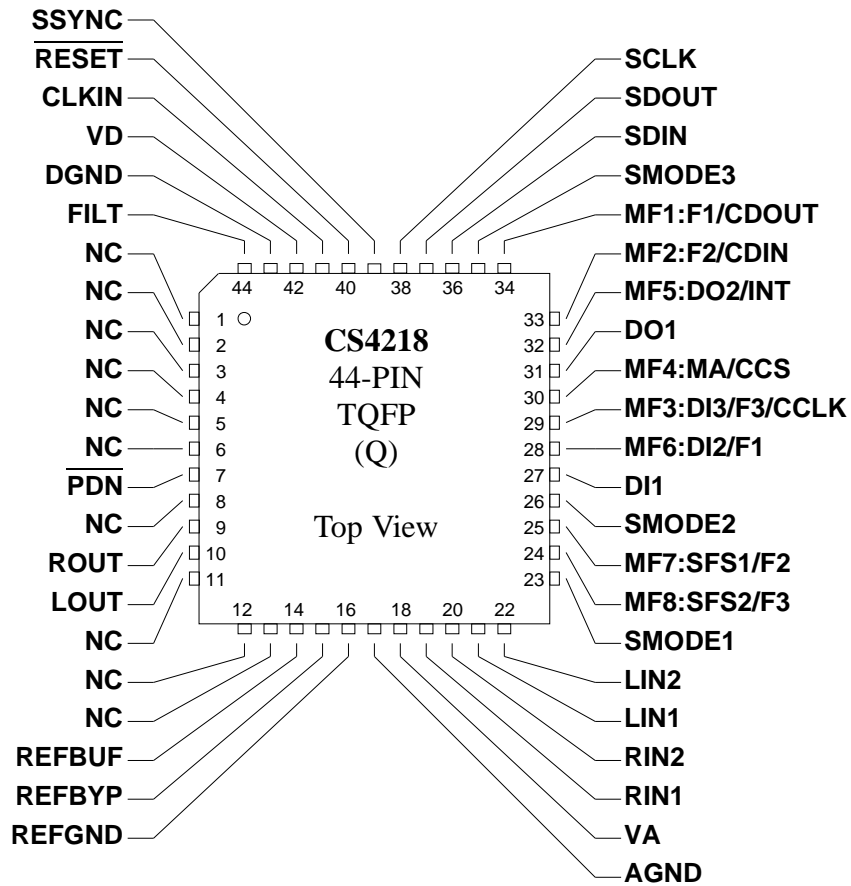 SSYNC
RESET
CLKIN
VD
DGND
FILT
NC
NC
NC
NC
NC
NC
PDN
NC
ROUT
LOUT
NC
NC
NC
REFBUF
REFBYP
REFGND
44 42 40 38 36 34
1
2
3
4
5
6
7
8
9
10
11
CS4218
44-PIN
TQFP
(Q)
Top View
33
32
31
30
29
28
27
26
25
24
23
12 14 16 18 20 22
SCLK
SDOUT
SDIN
SMODE3
MF1:F1/CDOUT
MF2:F2/CDIN
MF5:DO2/INT
DO1
MF4:MA/CCS
MF3:DI3/F3/CCLK
MF6:DI2/F1
DI1
SMODE2
MF7:SFS1/F2
MF8:SFS2/F3
SMODE1
LIN2
LIN1
RIN2
RIN1
VA
AGND